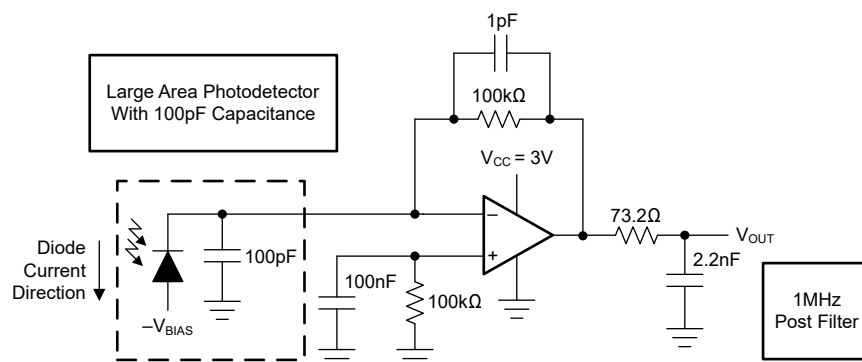 1pF
Large Area Photodetector
With 100pF Capacitance
100kΩ
V_CC = 3V
−
+
73.2Ω
V_OUT
Diode
Current
Direction
100pF
100nF
100kΩ
2.2nF
−V_BIAS
1MHz
Post Filter